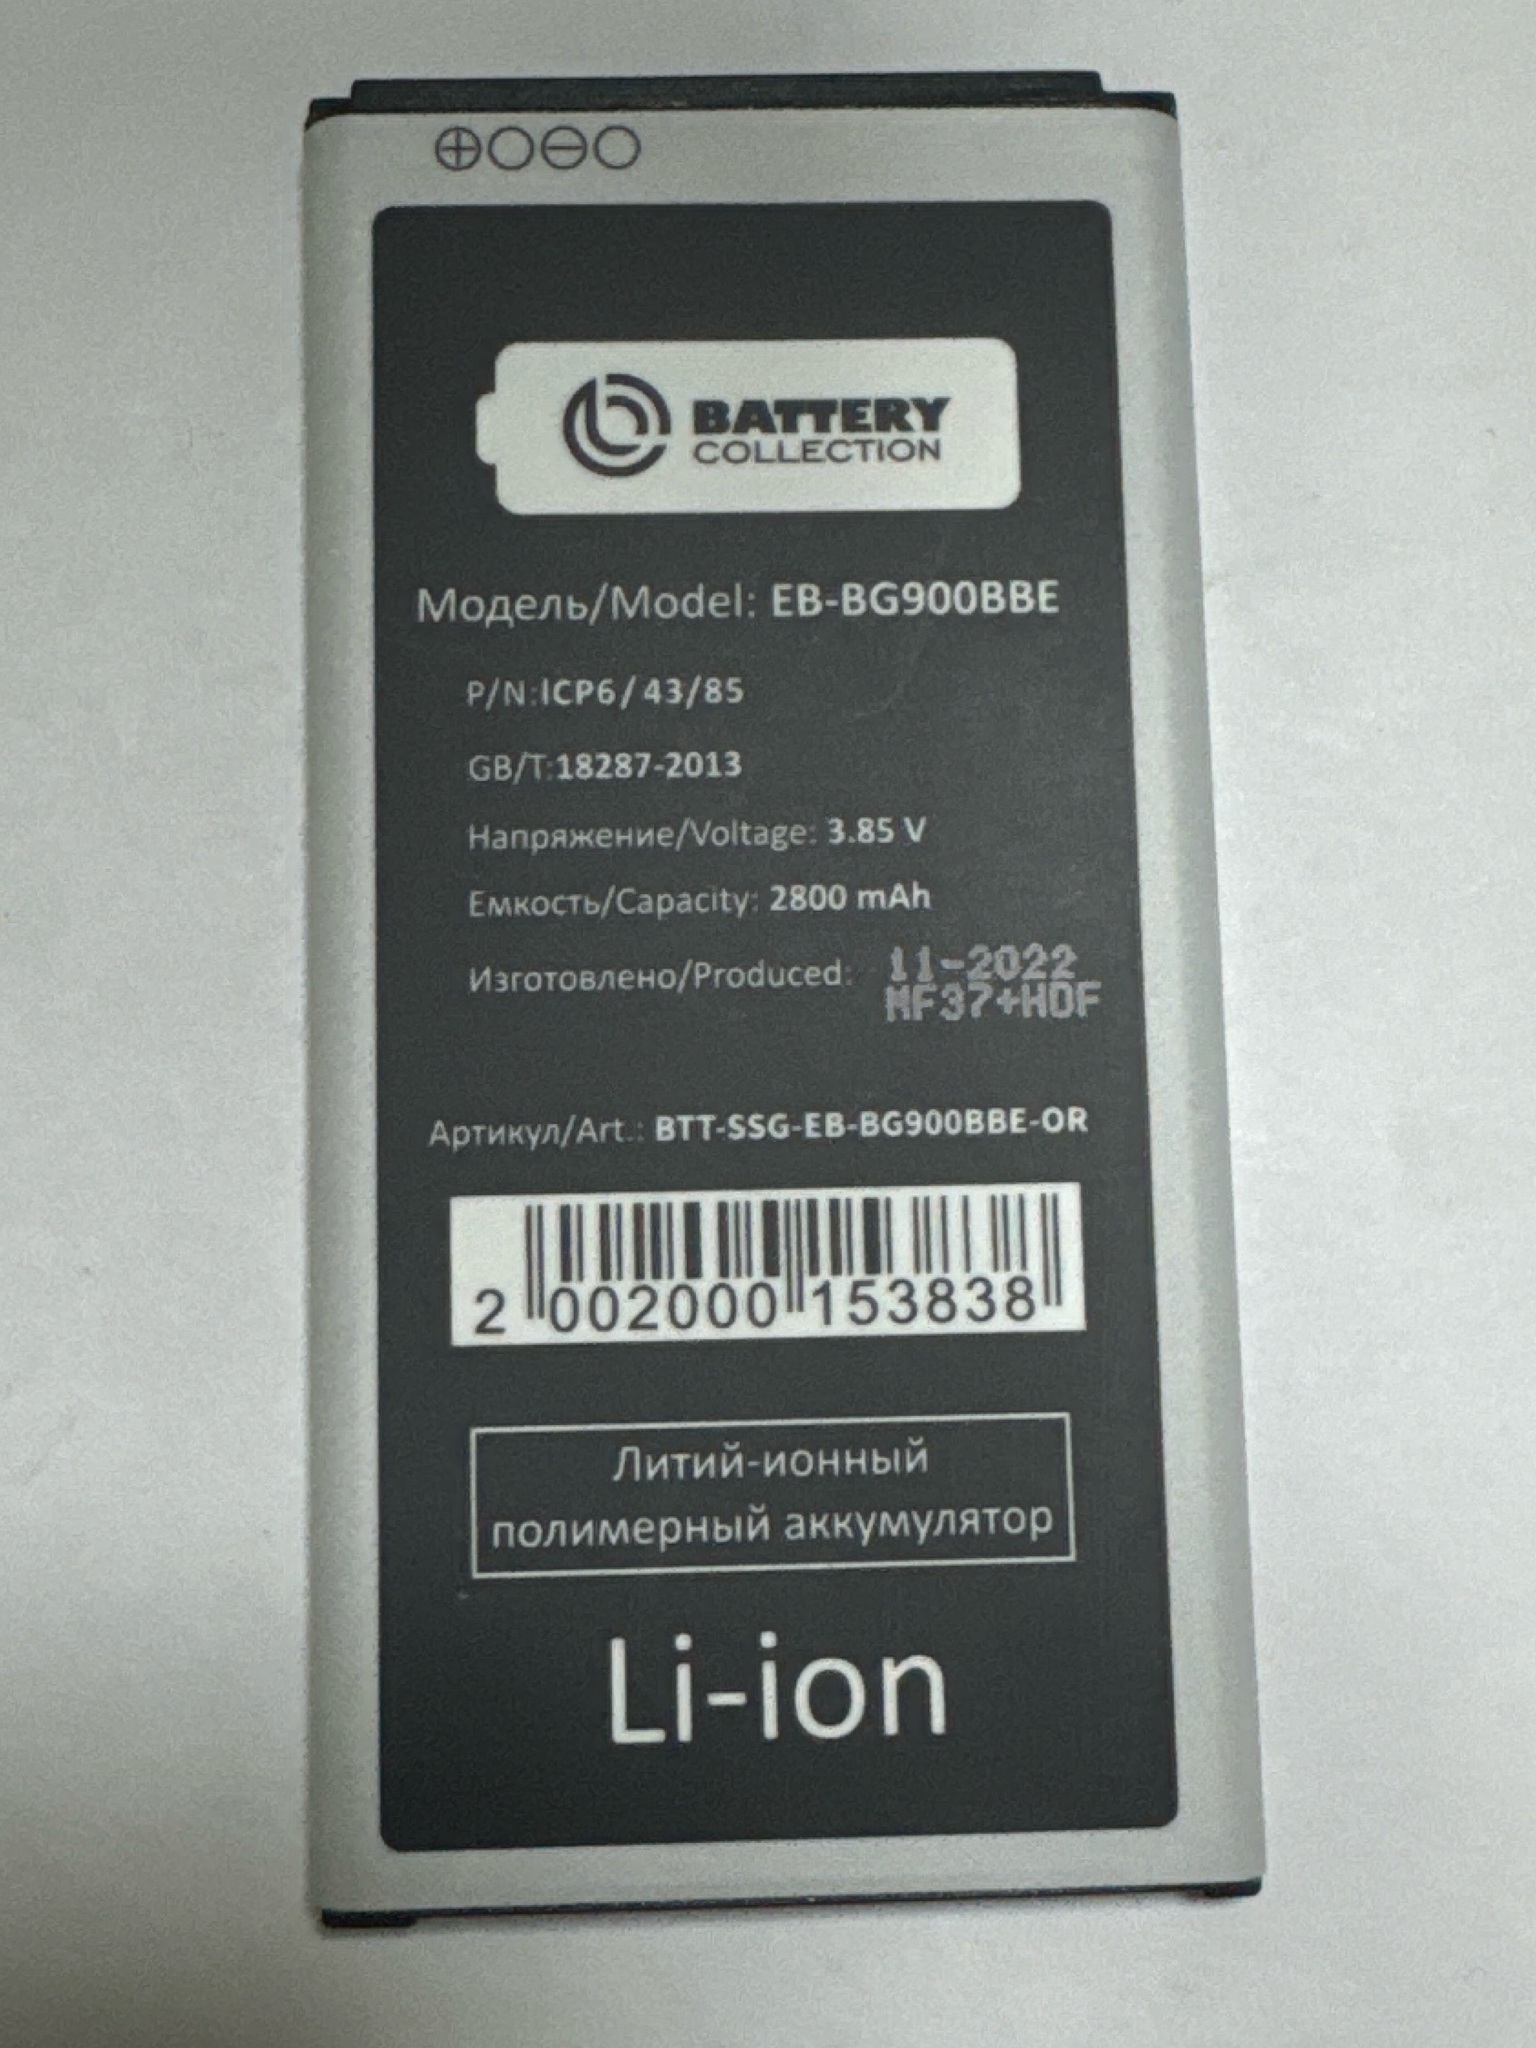 BATTERY
COLLECTION
Модель/Model: EB-BG900BBE
P/N:ICP6/43/85
GB/T:18287-2013
Напряжение/Voltage: 3.85 V
Емкость/Capacity: 2800 mAh
Изготовлено/Produced: 11-2022
MF37+HOF
Артикул/Art.: BTT-SSG-EB-BG900BBE-OR
2 002000 153838
Литий-ионный
полимерный аккумулятор
Li-ion